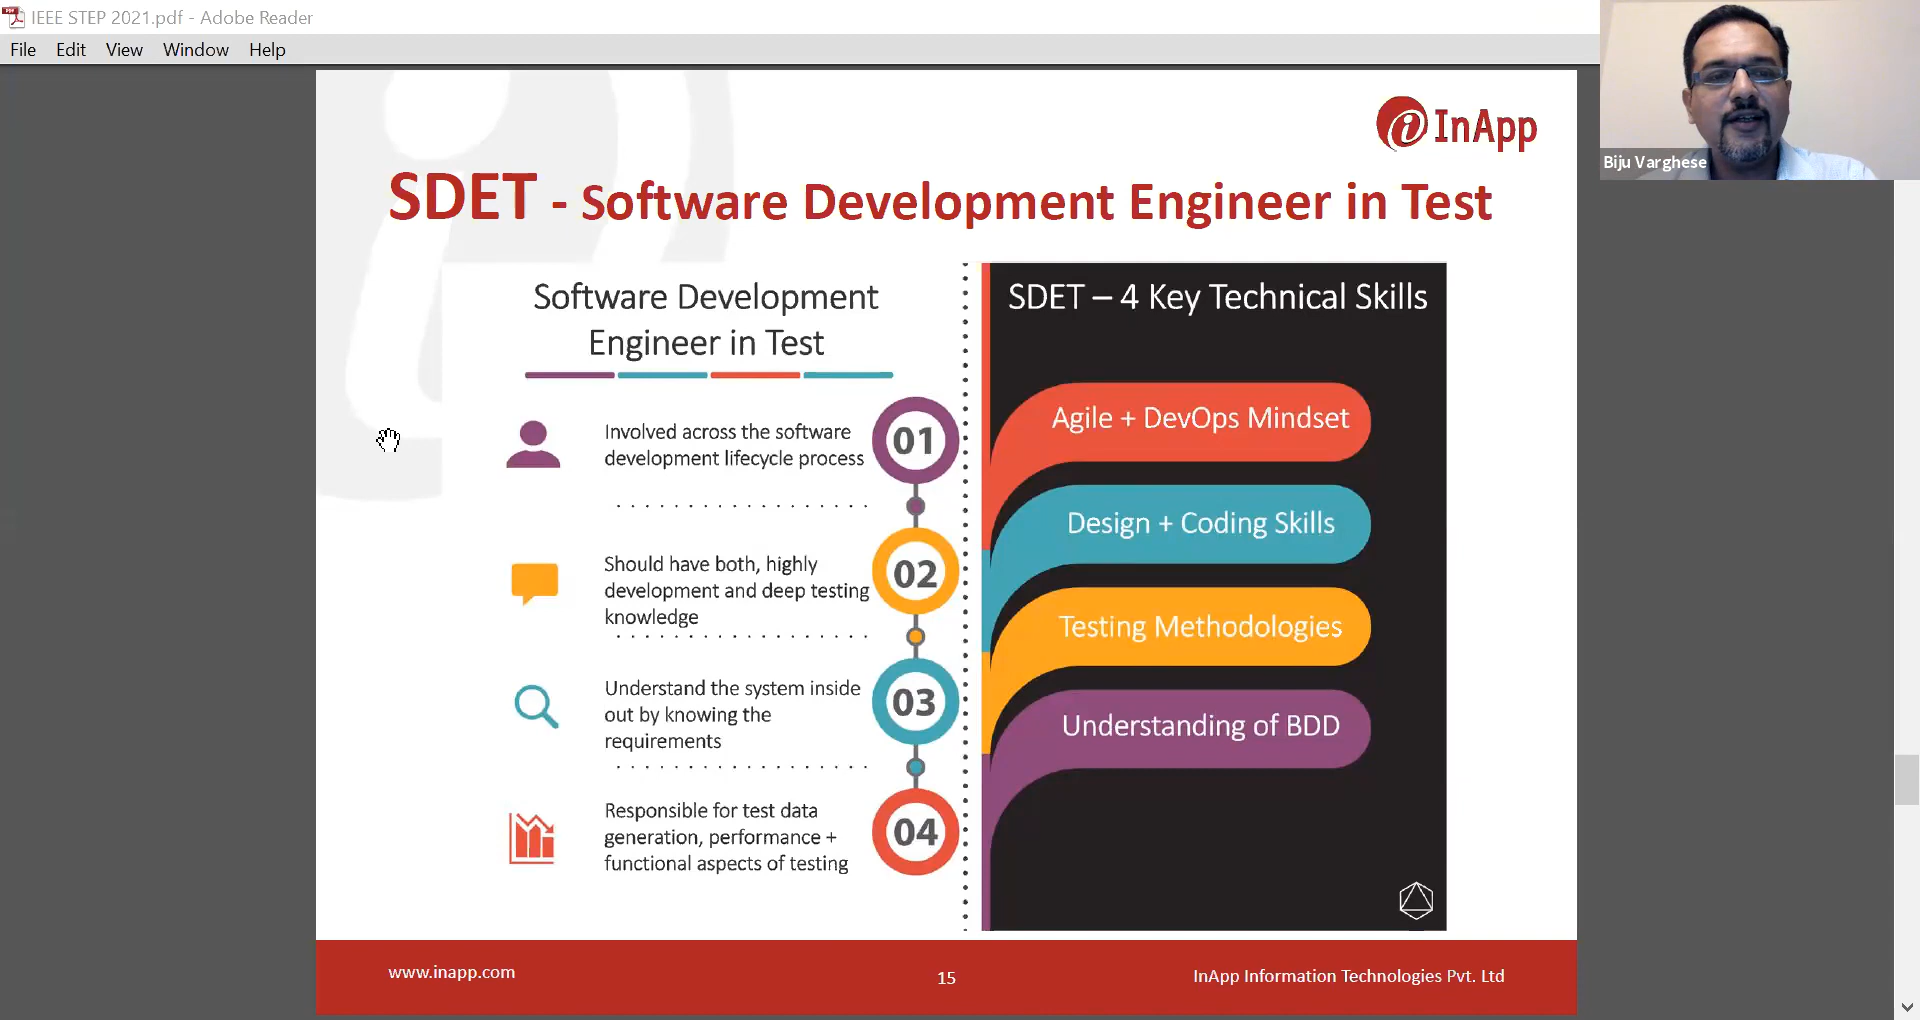 IEEE STEP 2021.pdf - Adobe Reader
File Edit View Window Help
InApp
Biju Varghese
SDET - Software Development Engineer in Test
Software Development
Engineer in Test
Involved across the software
development lifecycle process
01
Should have both, highly
development and deep testing
knowledge
02
Understand the system inside
out by knowing the
requirements
03
Responsible for test data
generation, performance +
functional aspects of testing
04
SDET – 4 Key Technical Skills
Agile + DevOps Mindset
Design + Coding Skills
Testing Methodologies
Understanding of BDD
www.inapp.com
15
InApp Information Technologies Pvt. Ltd